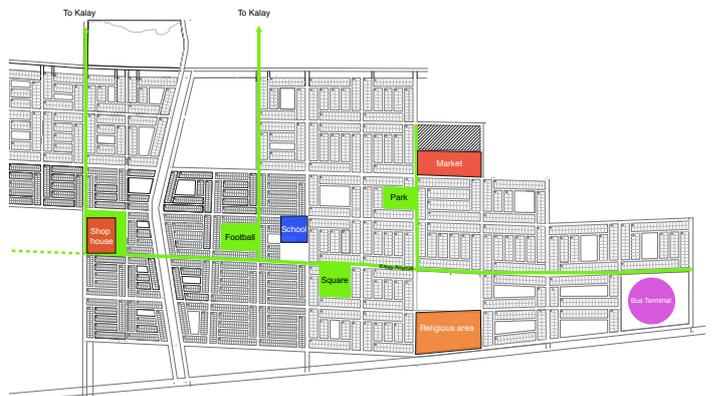 To Kalay
To Kalay
Market
Park
Shop
house
Football
School
Kalay Avenue
Square
Bus Terminal
Religious area